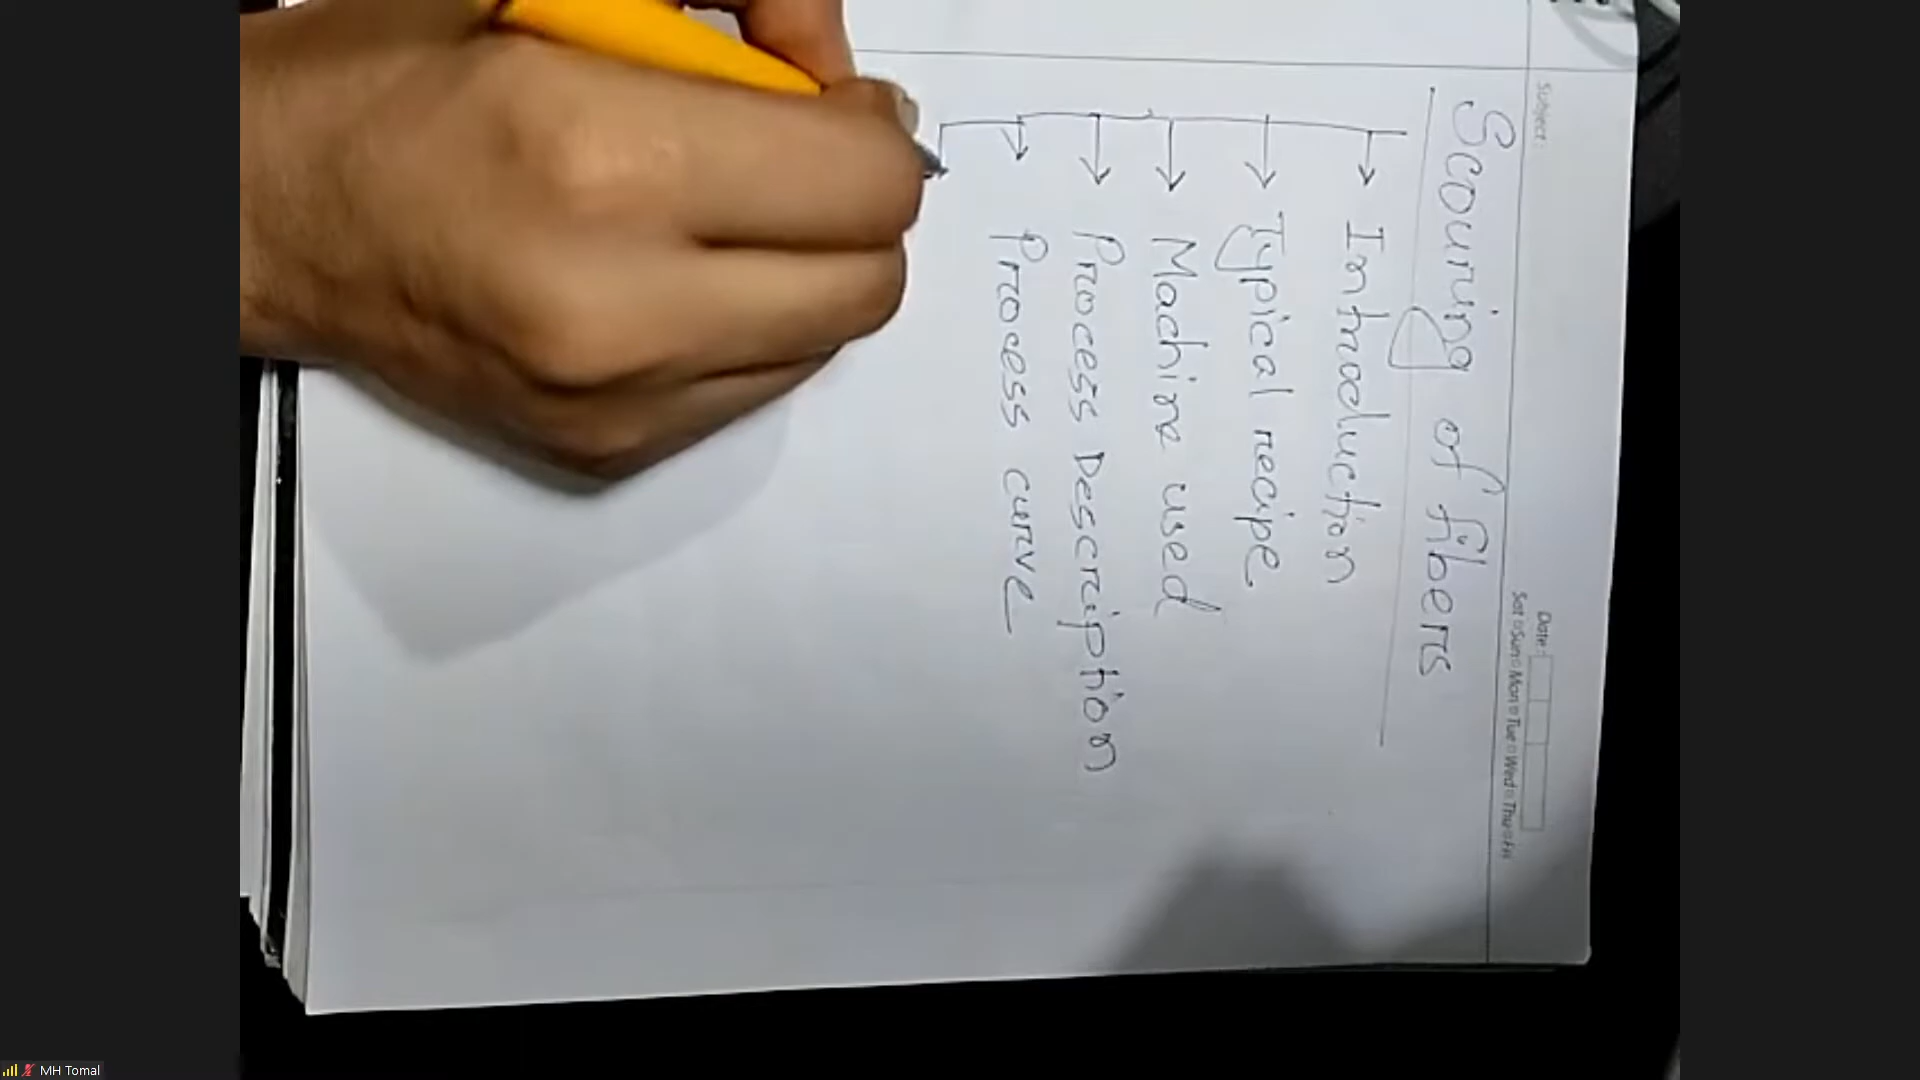 Subject:
Date:
Sat Sun Mon Tue Wed Thu Fri
Scouring of fibers
Introduction
Typical recipe
Machine used
Process Description
Process curve
MH Tomal